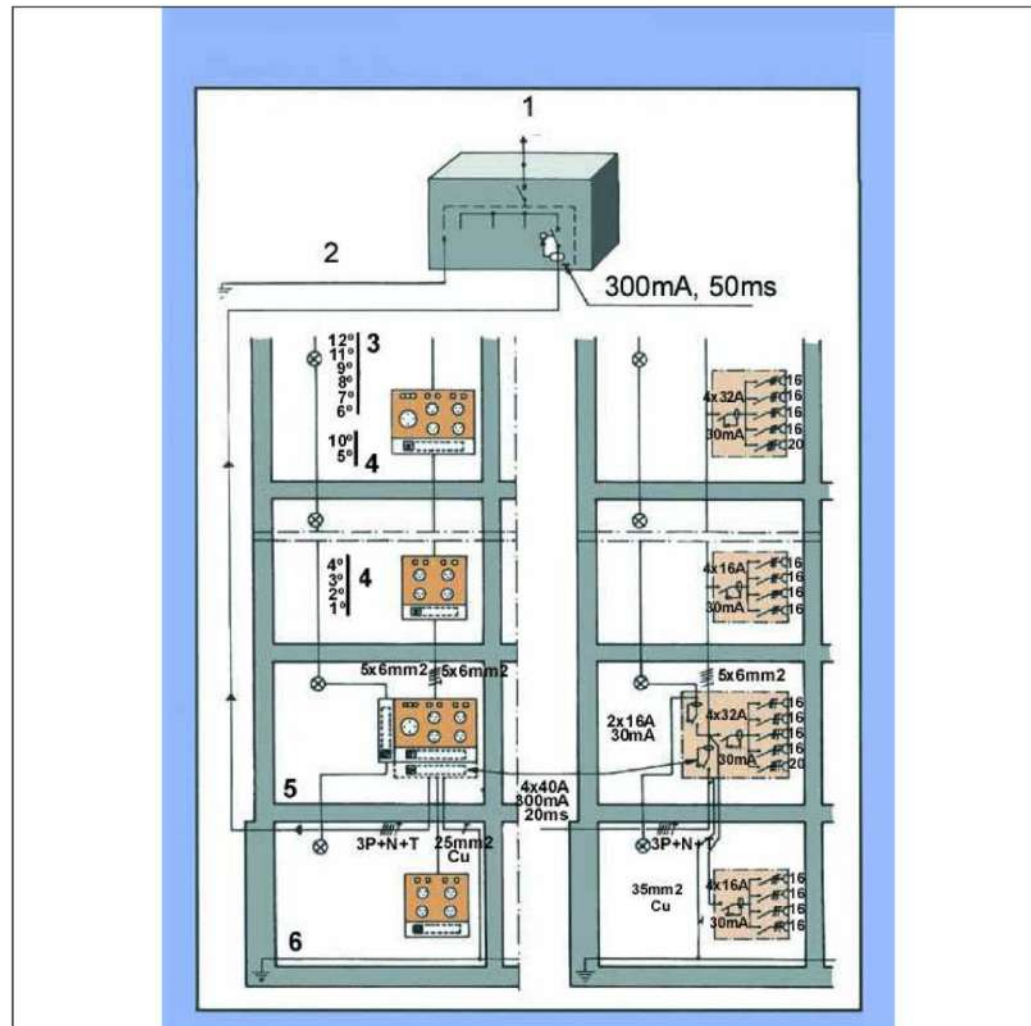 1
2
300mA, 50ms
12º
11º
9º
8º
7º
6º
3
10º
5º
4
4º
3º
2º
1º
4
5x6mm2
5x6mm2
5
3P+N+T
25mm2
Cu
6
4x40A
300mA
20ms
4x32A
30mA
16
16
16
16
20
4x16A
30mA
16
16
16
16
5x6mm2
2x16A
30mA
4x32A
30mA
16
16
16
16
20
3P+N+T
35mm2
Cu
4x16A
30mA
16
16
16
16